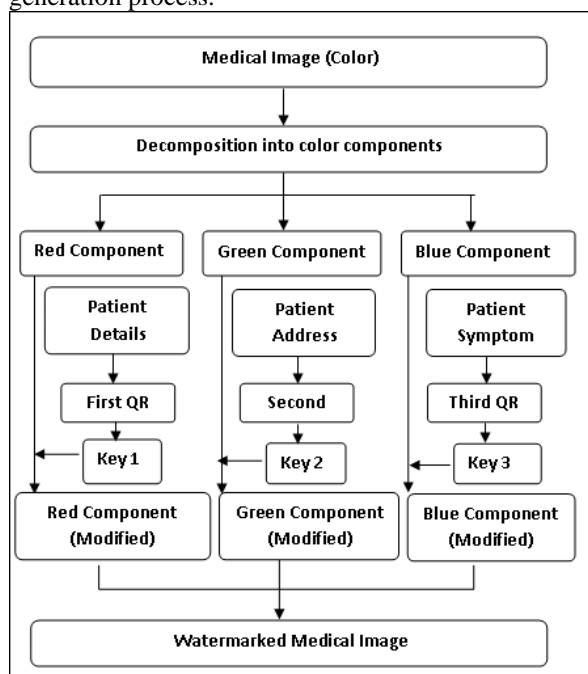 generation process.
Medical Image (Color)
Decomposition into color components
Red Component
Green Component
Blue Component
Patient
Details
Patient
Address
Patient
Symptom
First QR
Second
Third QR
Key 1
Key 2
Key 3
Red Component
(Modified)
Green Component
(Modified)
Blue Component
(Modified)
Watermarked Medical Image